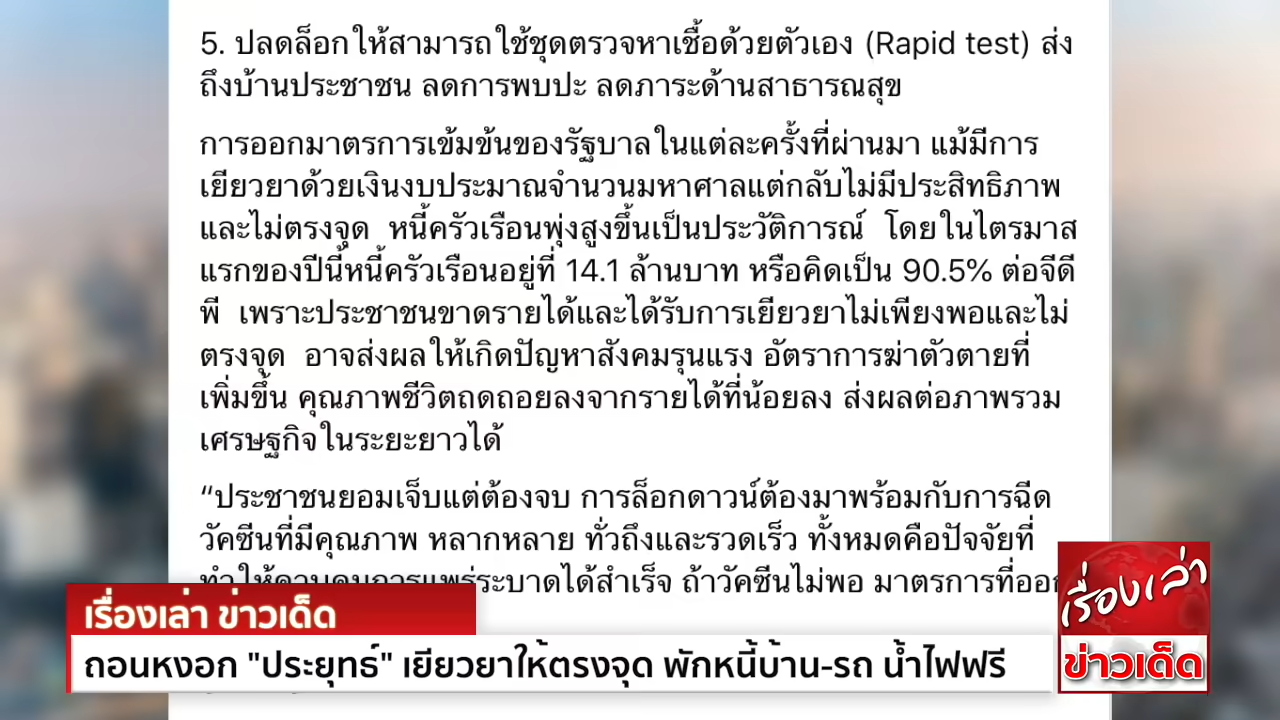 5. ปลดล็อกให้สามารถใช้ชุดตรวจหาเชื้อด้วยตัวเอง (Rapid test) ส่ง
ถึงบ้านประชาชน ลดการพบปะ ลดภาระด้านสาธารณสุข
การออกมาตรการเข้มข้นของรัฐบาลในแต่ละครั้งที่ผ่านมา แม้มีการ
เยียวยาด้วยเงินงบประมาณจำนวนมหาศาลแต่กลับไม่มีประสิทธิภาพ
และไม่ตรงจุด หนี้ครัวเรือนพุ่งสูงขึ้นเป็นประวัติการณ์ โดยในไตรมาส
แรกของปีนี้หนี้ครัวเรือนอยู่ที่ 14.1 ล้านบาท หรือคิดเป็น 90.5% ต่อจีดี
พี เพราะประชาชนขาดรายได้และได้รับการเยียวยาไม่เพียงพอและไม่
ตรงจุด อาจส่งผลให้เกิดปัญหาสังคมรุนแรง อัตราการฆ่าตัวตายที่
เพิ่มขึ้น คุณภาพชีวิตถดถอยลงจากรายได้ที่น้อยลง ส่งผลต่อภาพรวม
เศรษฐกิจในระยะยาวได้
“ประชาชนยอมเจ็บแต่ต้องจบ การล็อกดาวน์ต้องมาพร้อมกับการฉีด
วัคซีนที่มีคุณภาพ หลากหลาย ทั่วถึงและรวดเร็ว ทั้งหมดคือปัจจัยที่
ทำให้ควบคุมการแพร่ระบาดได้สำเร็จ ถ้าวัคซีนไม่พอ มาตรการที่ออก
เรื่องเล่า ข่าวเด็ด
ถอนหงอก "ประยุทธ์" เยียวยาให้ตรงจุด พักหนี้บ้าน-รถ น้ำไฟฟรี
เรื่องเล่า
ข่าวเด็ด